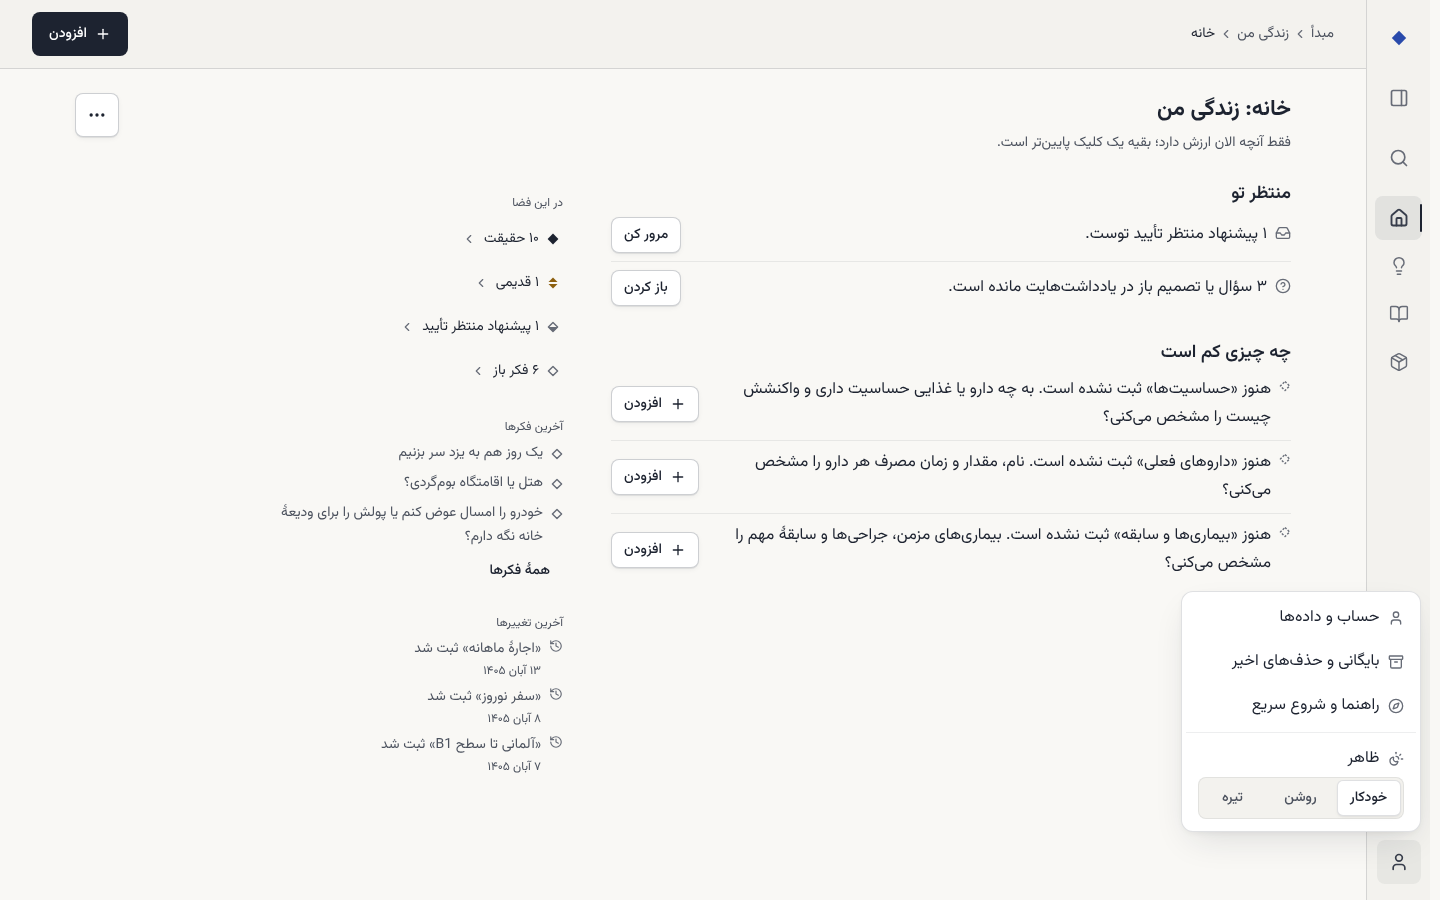 مبدأ › زندگی من › خانه
افزودن
خانه: زندگی من
فقط آنچه الان ارزش دارد؛ بقیه یک کلیک پایین‌تر است.
منتظر تو
۱ پیشنهاد منتظر تأیید توست.
مرور کن
۳ سؤال یا تصمیم باز در یادداشت‌هایت مانده است.
باز کردن
چه چیزی کم است
هنوز «حساسیت‌ها» ثبت نشده است. به چه دارو یا غذایی حساسیت داری و واکنشش
چیست را مشخص می‌کنی؟
افزودن
هنوز «داروهای فعلی» ثبت نشده است. نام، مقدار و زمان مصرف هر دارو را مشخص
می‌کنی؟
افزودن
هنوز «بیماری‌ها و سابقه» ثبت نشده است. بیماری‌های مزمن، جراحی‌ها و سابقهٔ مهم را
مشخص می‌کنی؟
افزودن
در این فضا
۱۰ حقیقت
۱ قدیمی
۱ پیشنهاد منتظر تأیید
۶ فکر باز
آخرین فکرها
یک روز هم به یزد سر بزنیم
هتل یا اقامتگاه بوم‌گردی؟
خودرو را امسال عوض کنم یا پولش را برای ودیعهٔ
خانه نگه دارم؟
همهٔ فکرها
آخرین تغییرها
«اجارهٔ ماهانه» ثبت شد
۱۳ آبان ۱۴۰۵
«سفر نوروز» ثبت شد
۸ آبان ۱۴۰۵
«آلمانی تا سطح B1» ثبت شد
۷ آبان ۱۴۰۵
حساب و داده‌ها
بایگانی و حذف‌های اخیر
راهنما و شروع سریع
ظاهر
خودکار
روشن
تیره